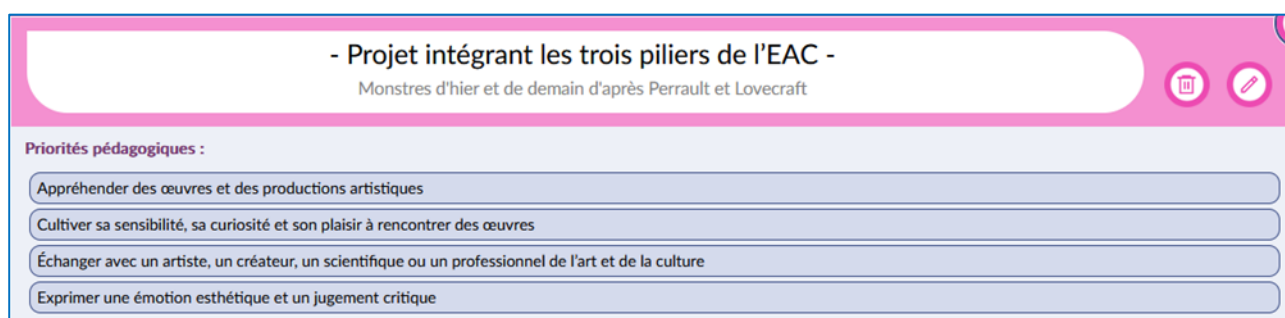 - Projet intégrant les trois piliers de l’EAC -
Monstres d'hier et de demain d'après Perrault et Lovecraft
Priorités pédagogiques :
Appréhender des œuvres et des productions artistiques
Cultiver sa sensibilité, sa curiosité et son plaisir à rencontrer des œuvres
Échanger avec un artiste, un créateur, un scientifique ou un professionnel de l’art et de la culture
Exprimer une émotion esthétique et un jugement critique